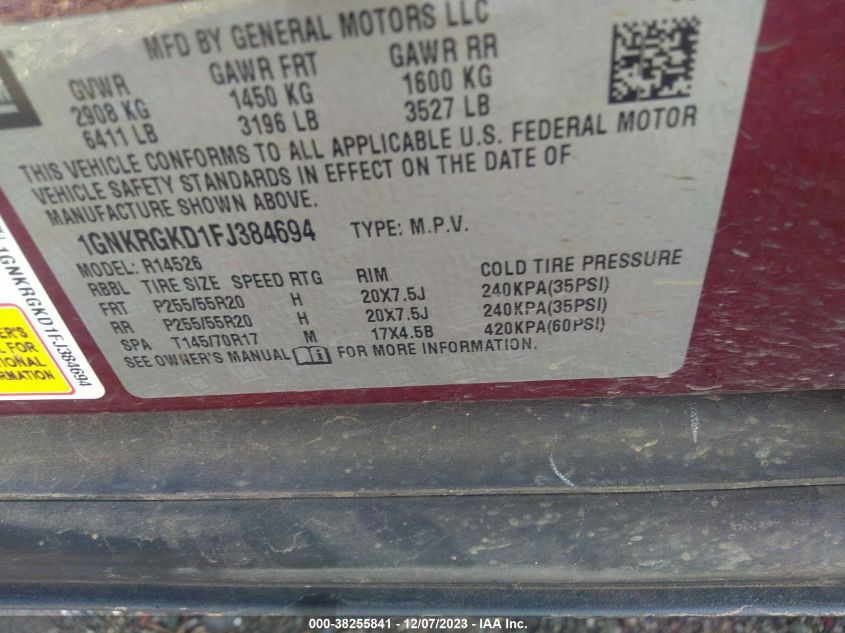 MFD BY GENERAL MOTORS LLC
GVWR GAWR FRT GAWR RR
2908 KG 1450 KG 1600 KG
6411 LB 3196 LB 3527 LB
THIS VEHICLE CONFORMS TO ALL APPLICABLE U.S. FEDERAL MOTOR
VEHICLE SAFETY STANDARDS IN EFFECT ON THE DATE OF
MANUFACTURE SHOWN ABOVE.
1GNKRGKD1FJ384694 TYPE: M.P.V.
MODEL: R14526
RBBL TIRE SIZE SPEED RTG RIM COLD TIRE PRESSURE
FRT P255/55R20 H 20X7.5J 240KPA(35PSI)
RR P255/55R20 H 20X7.5J 240KPA(35PSI)
SPA T145/70R17 M 17X4.5B 420KPA(60PSI)
SEE OWNER'S MANUAL FOR MORE INFORMATION.
1GNKRGKD1FJ384694
ER'S
L FOR
TIONAL
RMATION
000-38255841 - 12/07/2023 - IAA Inc.